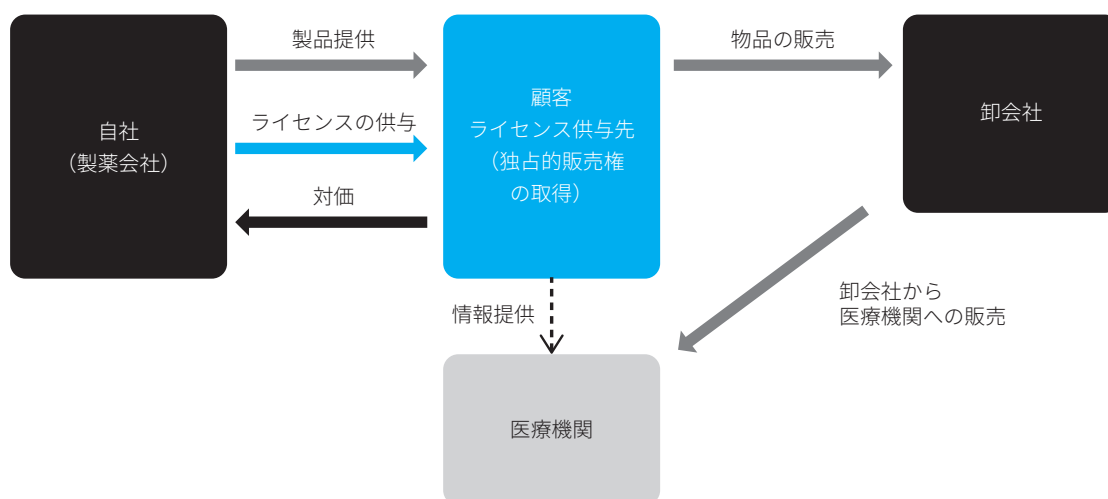 自社
（製薬会社）
製品提供
ライセンスの供与
対価
顧客
ライセンス供与先
（独占的販売権
の取得）
物品の販売
卸会社
情報提供
卸会社から
医療機関への販売
医療機関